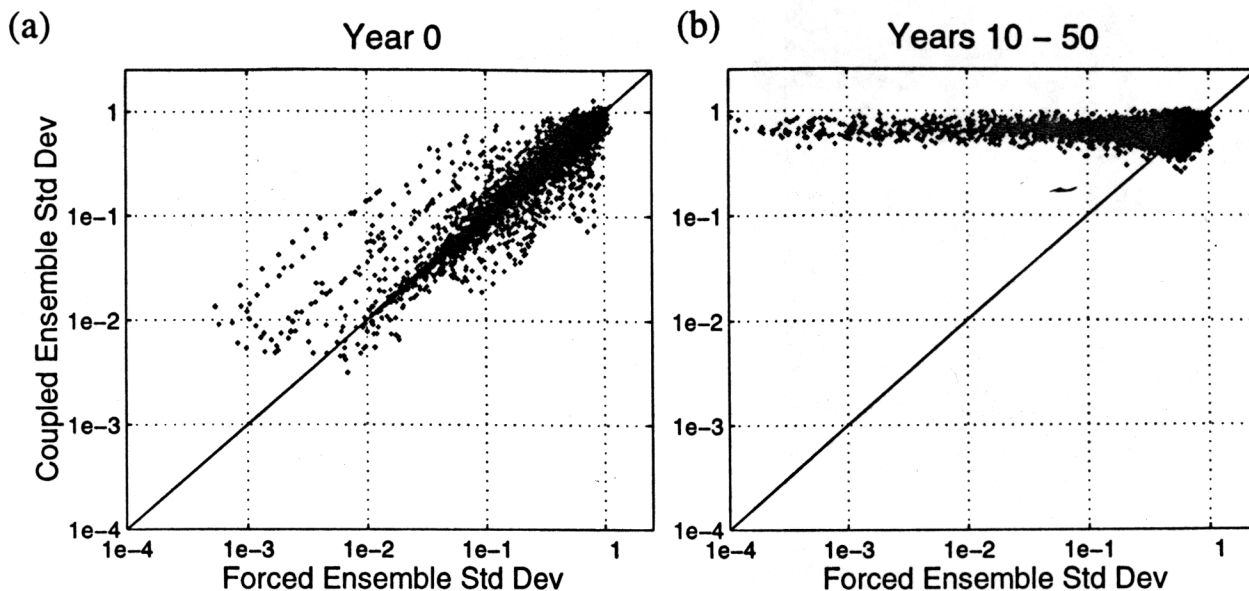 (a)
Year 0
1
1e−1
1e−2
1e−3
1e−4
Coupled Ensemble Std Dev
1e−4 1e−3 1e−2 1e−1 1
Forced Ensemble Std Dev
(b)
Years 10 − 50
1
1e−1
1e−2
1e−3
1e−4
1e−4 1e−3 1e−2 1e−1 1
Forced Ensemble Std Dev